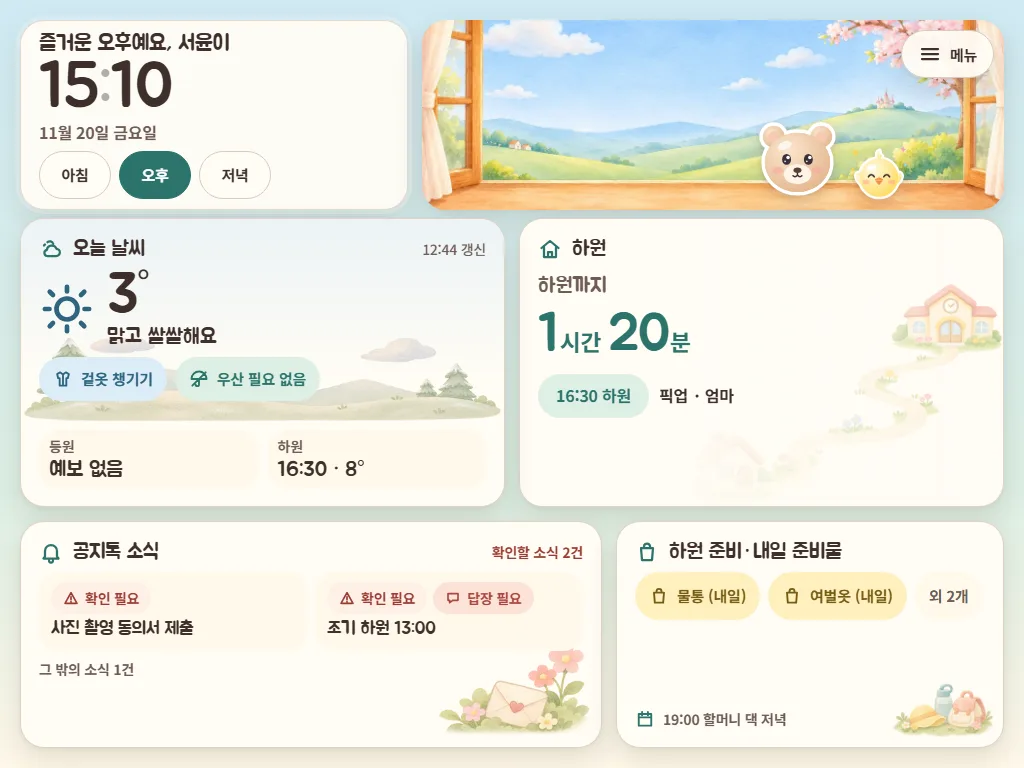 즐거운 오후예요, 서윤이
15:10
11월 20일 금요일
아침
오후
저녁
메뉴
오늘 날씨
12:44 갱신
3°
맑고 쌀쌀해요
겉옷 챙기기
우산 필요 없음
등원
예보 없음
하원
16:30 · 8°
하원
하원까지
1시간 20분
16:30 하원
픽업 · 엄마
공지톡 소식
확인할 소식 2건
확인 필요
사진 촬영 동의서 제출
확인 필요
답장 필요
조기 하원 13:00
그 밖의 소식 1건
하원 준비·내일 준비물
물통 (내일)
여벌옷 (내일)
외 2개
19:00 할머니 댁 저녁